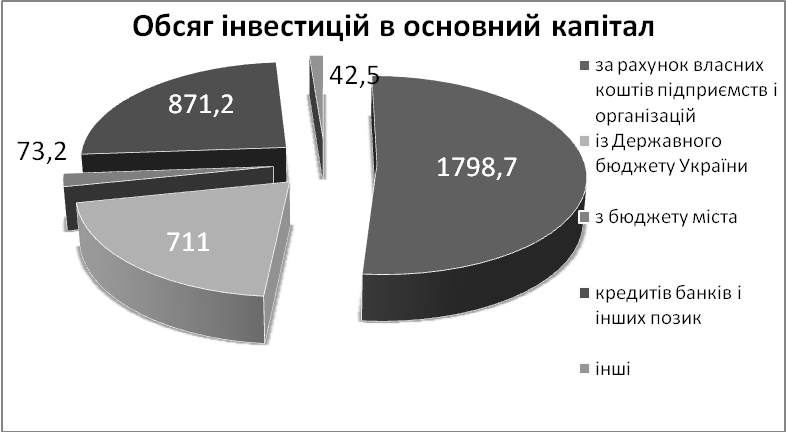 Обсяг інвестицій в основний капітал
42,5
871,2
73,2
1798,7
711
за рахунок власних
коштів підприємств і
організацій
із Державного
бюджету України
з бюджету міста
кредитів банків і
інших позик
інші